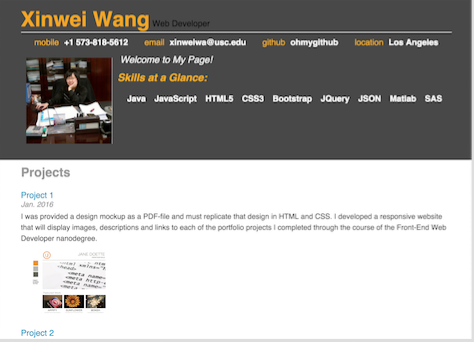 Xinwei Wang Web Developer
mobile +1 573-818-5612 email xinweiwa@usc.edu github ohmygithub location Los Angeles
Welcome to My Page!
Skills at a Glance:
Java JavaScript HTML5 CSS3 Bootstrap JQuery JSON Matlab SAS
Projects
Project 1
Jan. 2016
I was provided a design mockup as a PDF-file and must replicate that design in HTML and CSS. I developed a responsive website
that will display images, descriptions and links to each of the portfolio projects I completed through the course of the Front-End Web
Developer nanodegree.
Project 2